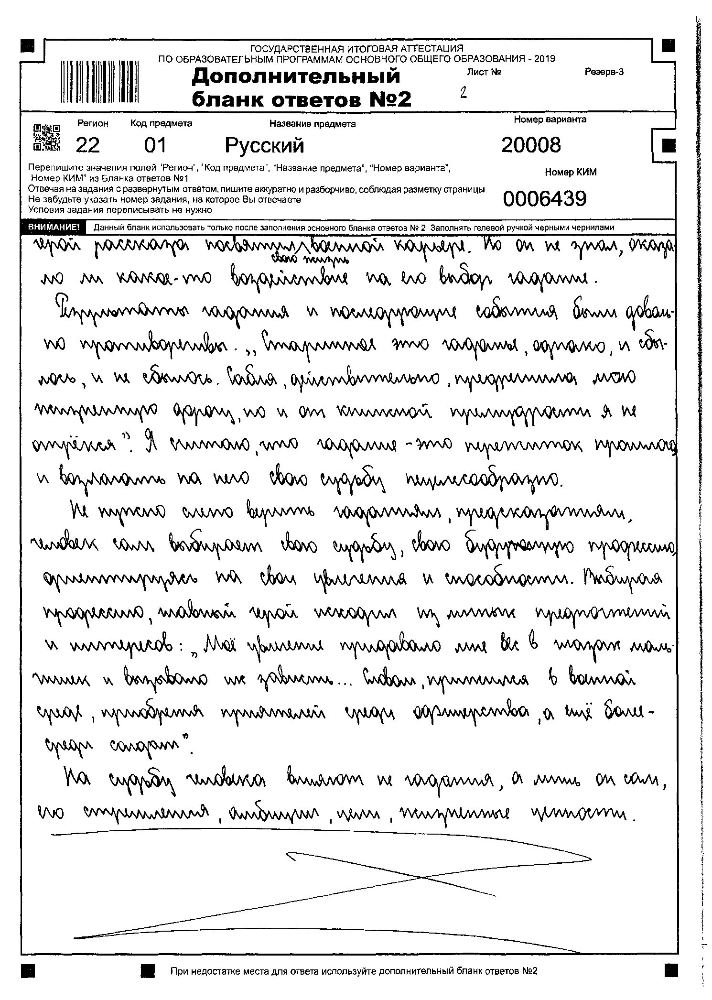 ГОСУДАРСТВЕННАЯ ИТОГОВАЯ АТТЕСТАЦИЯ
ПО ОБРАЗОВАТЕЛЬНЫМ ПРОГРАММАМ ОСНОВНОГО ОБЩЕГО ОБРАЗОВАНИЯ - 2019
Дополнительный
бланк ответов №2
Лист №
2
Резерв-3
Регион
22
Код предмета
01
Название предмета
Русский
Номер варианта
20008
Перепишите значения полей 'Регион', 'Код предмета', 'Название предмета", "Номер варианта",
Номер КИМ" из Бланка ответов №1
Отвечая на задания с развернутым ответом, пишите аккуратно и разборчиво, соблюдая разметку страницы
Не забудьте указать номер задания, на которое Вы отвечаете
Условия задания переписывать не нужно
Номер КИМ
0006439
ВНИМАНИЕ! Данный бланк использовать только после заполнения основного бланка ответов № 2 Заполнять гелевой ручкой черными чернилами
герой рассказа посвятил военной карьере. Но он не знал, оказа-
свою жизнь
ло ли какое-то воздействие на его выбор гадание.
Результаты гадания и последующие события были доволь-
но противоречивы. „Старинное это гаданье, однако, и сбы-
лось, и не сбылось. Сабля, действительно, предрешила мою
жизненную дорогу, но и от книжной премудрости я не
отрёкся". Я считаю, что гадание - это пережиток прошлого,
и возлагать на него свою судьбу нецелесообразно.
Не нужно слепо верить гаданиям, предсказаниям,
человек сам выбирает свою судьбу, свою будущую профессию,
ориентируясь на свои увлечения и способности. Выбирая
профессию, главный герой исходил из личных предпочтений
и интересов: „Моё увлечение придавало мне вес в глазах маль-
чишек и вызывало их зависть... Словом, прижился в военной
среде, приобретя приятелей среди офицерства, а ещё более -
среди солдат".
На судьбу человека влияют не гадания, а лишь он сам,
его стремления, амбиции, цели, жизненные ценности.
При недостатке места для ответа используйте дополнительный бланк ответов №2